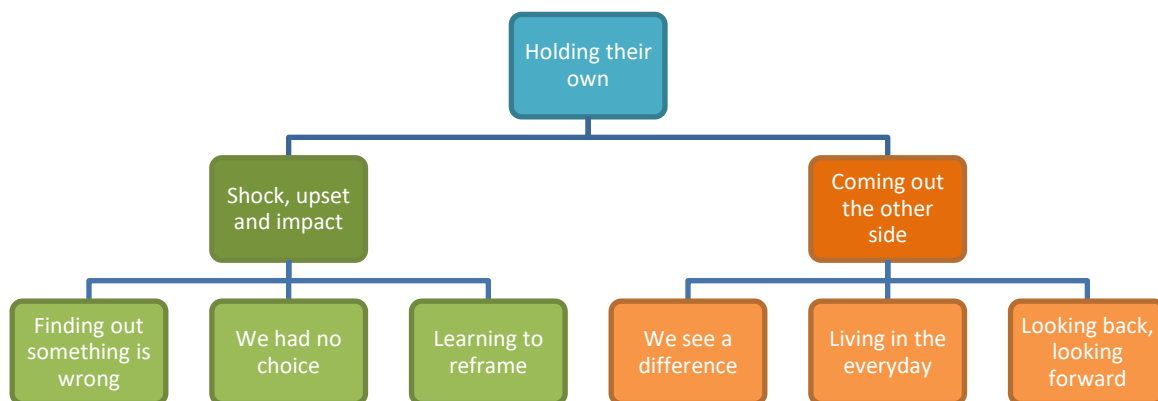 Holding their
own
Shock, upset
and impact
Coming out
the other
side
Finding out
something is
wrong
We had no
choice
Learning to
reframe
We see a
difference
Living in the
everyday
Looking back,
looking
forward